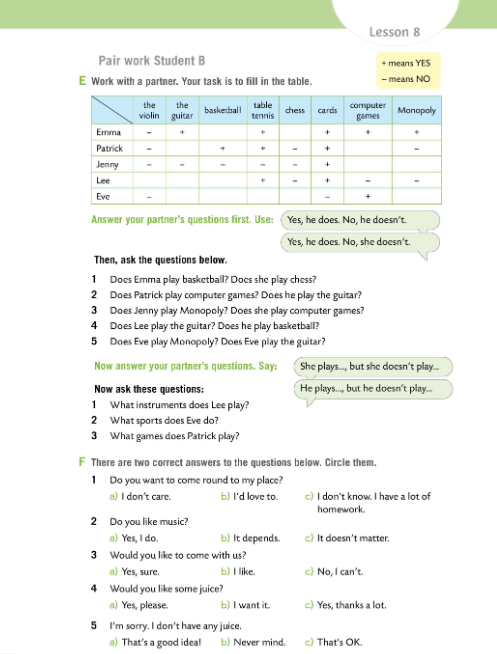 Lesson 8
Pair work Student B
+ means YES
– means NO
E Work with a partner. Your task is to fill in the table.
the violin the guitar basketball table tennis chess cards computer games Monopoly
Emma – + + + + +
Patrick – + + – + –
Jenny – – – – – +
Lee + – + – –
Eve – – +
Answer your partner's questions first. Use: Yes, he does. No, he doesn't.
Yes, he does. No, she doesn't.
Then, ask the questions below.
1 Does Emma play basketball? Does she play chess?
2 Does Patrick play computer games? Does he play the guitar?
3 Does Jenny play Monopoly? Does she play computer games?
4 Does Lee play the guitar? Does he play basketball?
5 Does Eve play Monopoly? Does Eve play the guitar?
Now answer your partner's questions. Say: She plays..., but she doesn't play...
Now ask these questions: He plays..., but he doesn't play...
1 What instruments does Lee play?
2 What sports does Eve do?
3 What games does Patrick play?
F There are two correct answers to the questions below. Circle them.
1 Do you want to come round to my place?
a) I don't care. b) I'd love to. c) I don't know. I have a lot of
homework.
2 Do you like music?
a) Yes, I do. b) It depends. c) It doesn't matter.
3 Would you like to come with us?
a) Yes, sure. b) I like. c) No, I can't.
4 Would you like some juice?
a) Yes, please. b) I want it. c) Yes, thanks a lot.
5 I'm sorry. I don't have any juice.
a) That's a good idea! b) Never mind. c) That's OK.